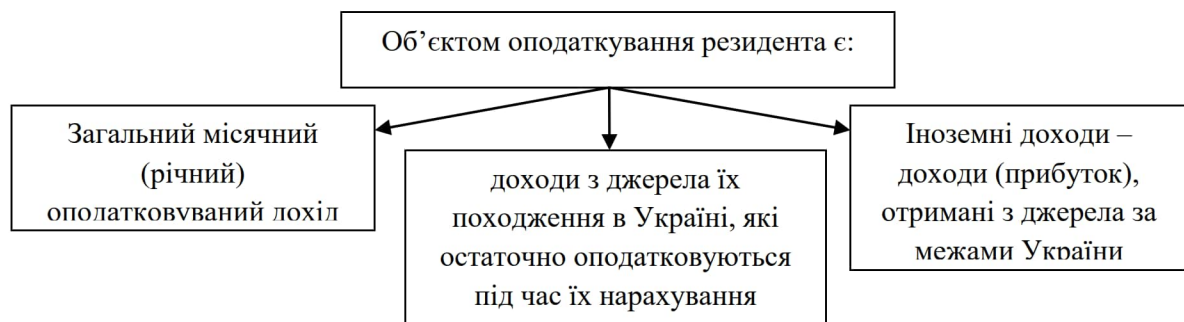 Об’єктом оподаткування резидента є:
Загальний місячний
(річний)
оподатковуваний дохід
доходи з джерела їх
походження в Україні, які
остаточно оподатковуються
під час їх нарахування
Іноземні доходи –
доходи (прибуток),
отримані з джерела за
межами України